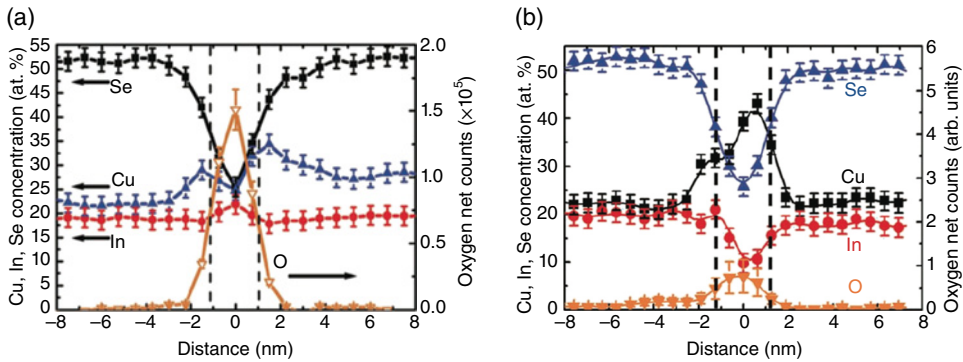 (a)
Cu, In, Se concentration (at. %)
55
50
45
40
35
30
25
20
15
10
5
0
Se
Cu
In
O
2.0
1.5
1.0
0.5
0.0
Oxygen net counts (×10⁵)
−8 −6 −4 −2 0 2 4 6 8
Distance (nm)
(b)
Cu, In, Se concentration (at. %)
50
40
30
20
10
0
Se
Cu
In
O
6
5
4
3
2
1
0
Oxygen net counts (arb. units)
−8 −6 −4 −2 0 2 4 6 8
Distance (nm)